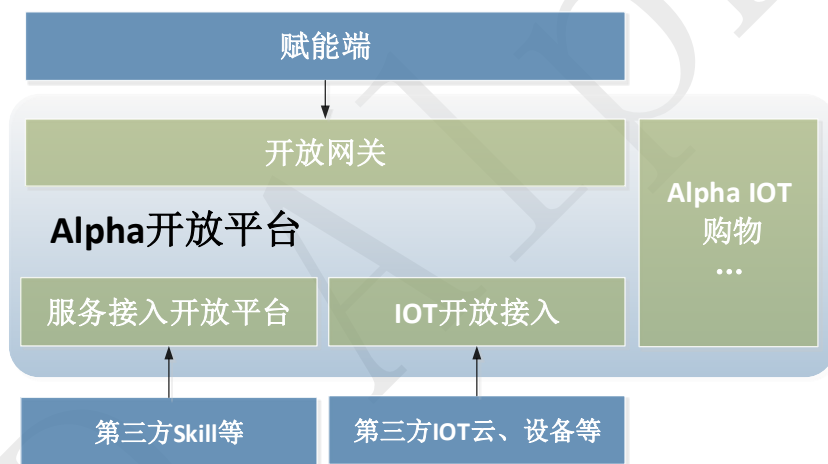 赋能端
开放网关
Alpha IOT
购物
...
Alpha开放平台
服务接入开放平台
IOT开放接入
第三方Skill等
第三方IOT云、设备等